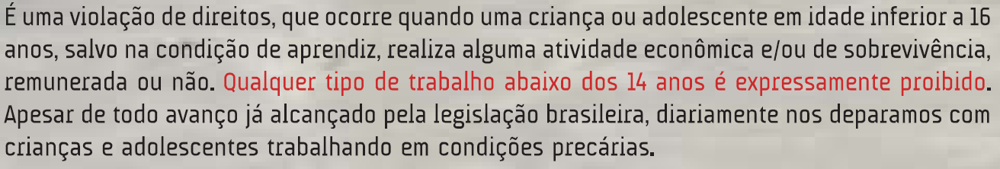 É uma violação de direitos, que ocorre quando uma criança ou adolescente em idade inferior a 16
anos, salvo na condição de aprendiz, realiza alguma atividade econômica e/ou de sobrevivência,
remunerada ou não. Qualquer tipo de trabalho abaixo dos 14 anos é expressamente proibido.
Apesar de todo avanço já alcançado pela legislação brasileira, diariamente nos deparamos com
crianças e adolescentes trabalhando em condições precárias.